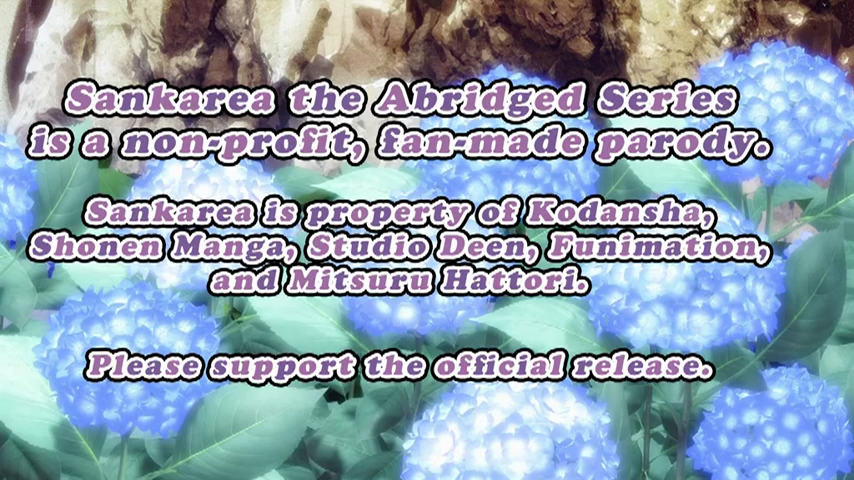 Sankarea the Abridged Series
is a non-profit, fan-made parody.
Sankarea is property of Kodansha,
Shonen Manga, Studio Deen, Funimation,
and Mitsuru Hattori.
Please support the official release.